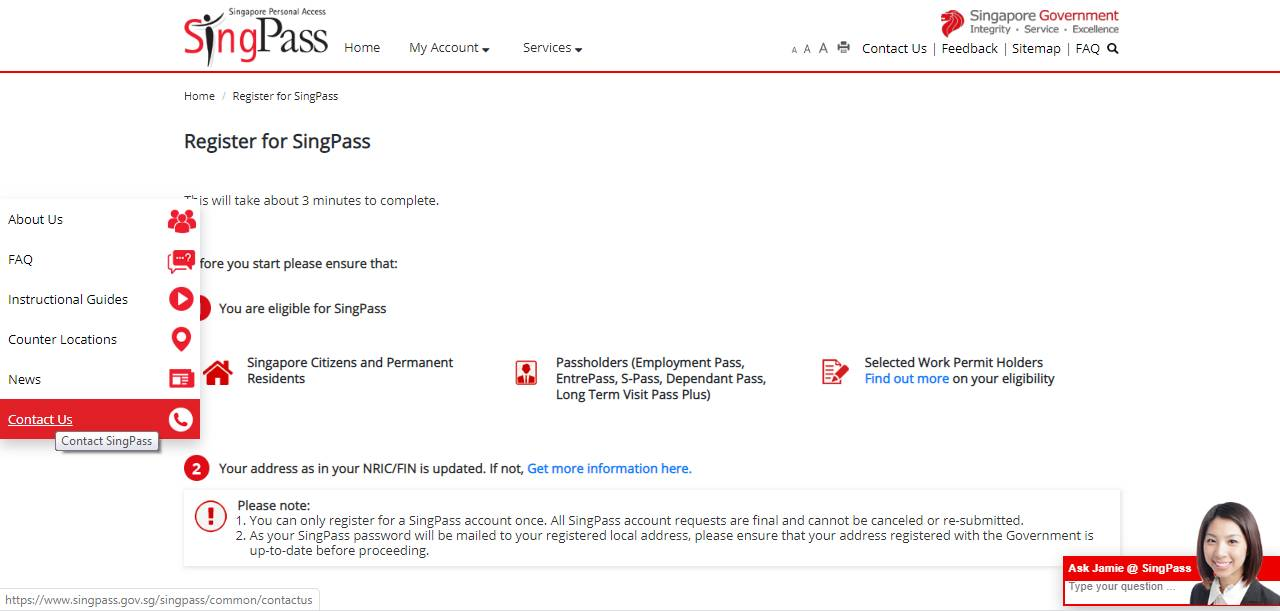 Singapore Personal Access
SingPass
Home
My Account
Services
A A A
Singapore Government
Integrity · Service · Excellence
Contact Us | Feedback | Sitemap | FAQ
Home / Register for SingPass
Register for SingPass
This will take about 3 minutes to complete.
fore you start please ensure that:
You are eligible for SingPass
Singapore Citizens and Permanent
Residents
Passholders (Employment Pass,
EntrePass, S-Pass, Dependant Pass,
Long Term Visit Pass Plus)
Selected Work Permit Holders
Find out more on your eligibility
About Us
FAQ
Instructional Guides
Counter Locations
News
Contact Us
Contact SingPass
2 Your address as in your NRIC/FIN is updated. If not, Get more information here.
Please note:
1. You can only register for a SingPass account once. All SingPass account requests are final and cannot be canceled or re-submitted.
2. As your SingPass password will be mailed to your registered local address, please ensure that your address registered with the Government is
up-to-date before proceeding.
Ask Jamie @ SingPass
Type your question ...
https://www.singpass.gov.sg/singpass/common/contactus